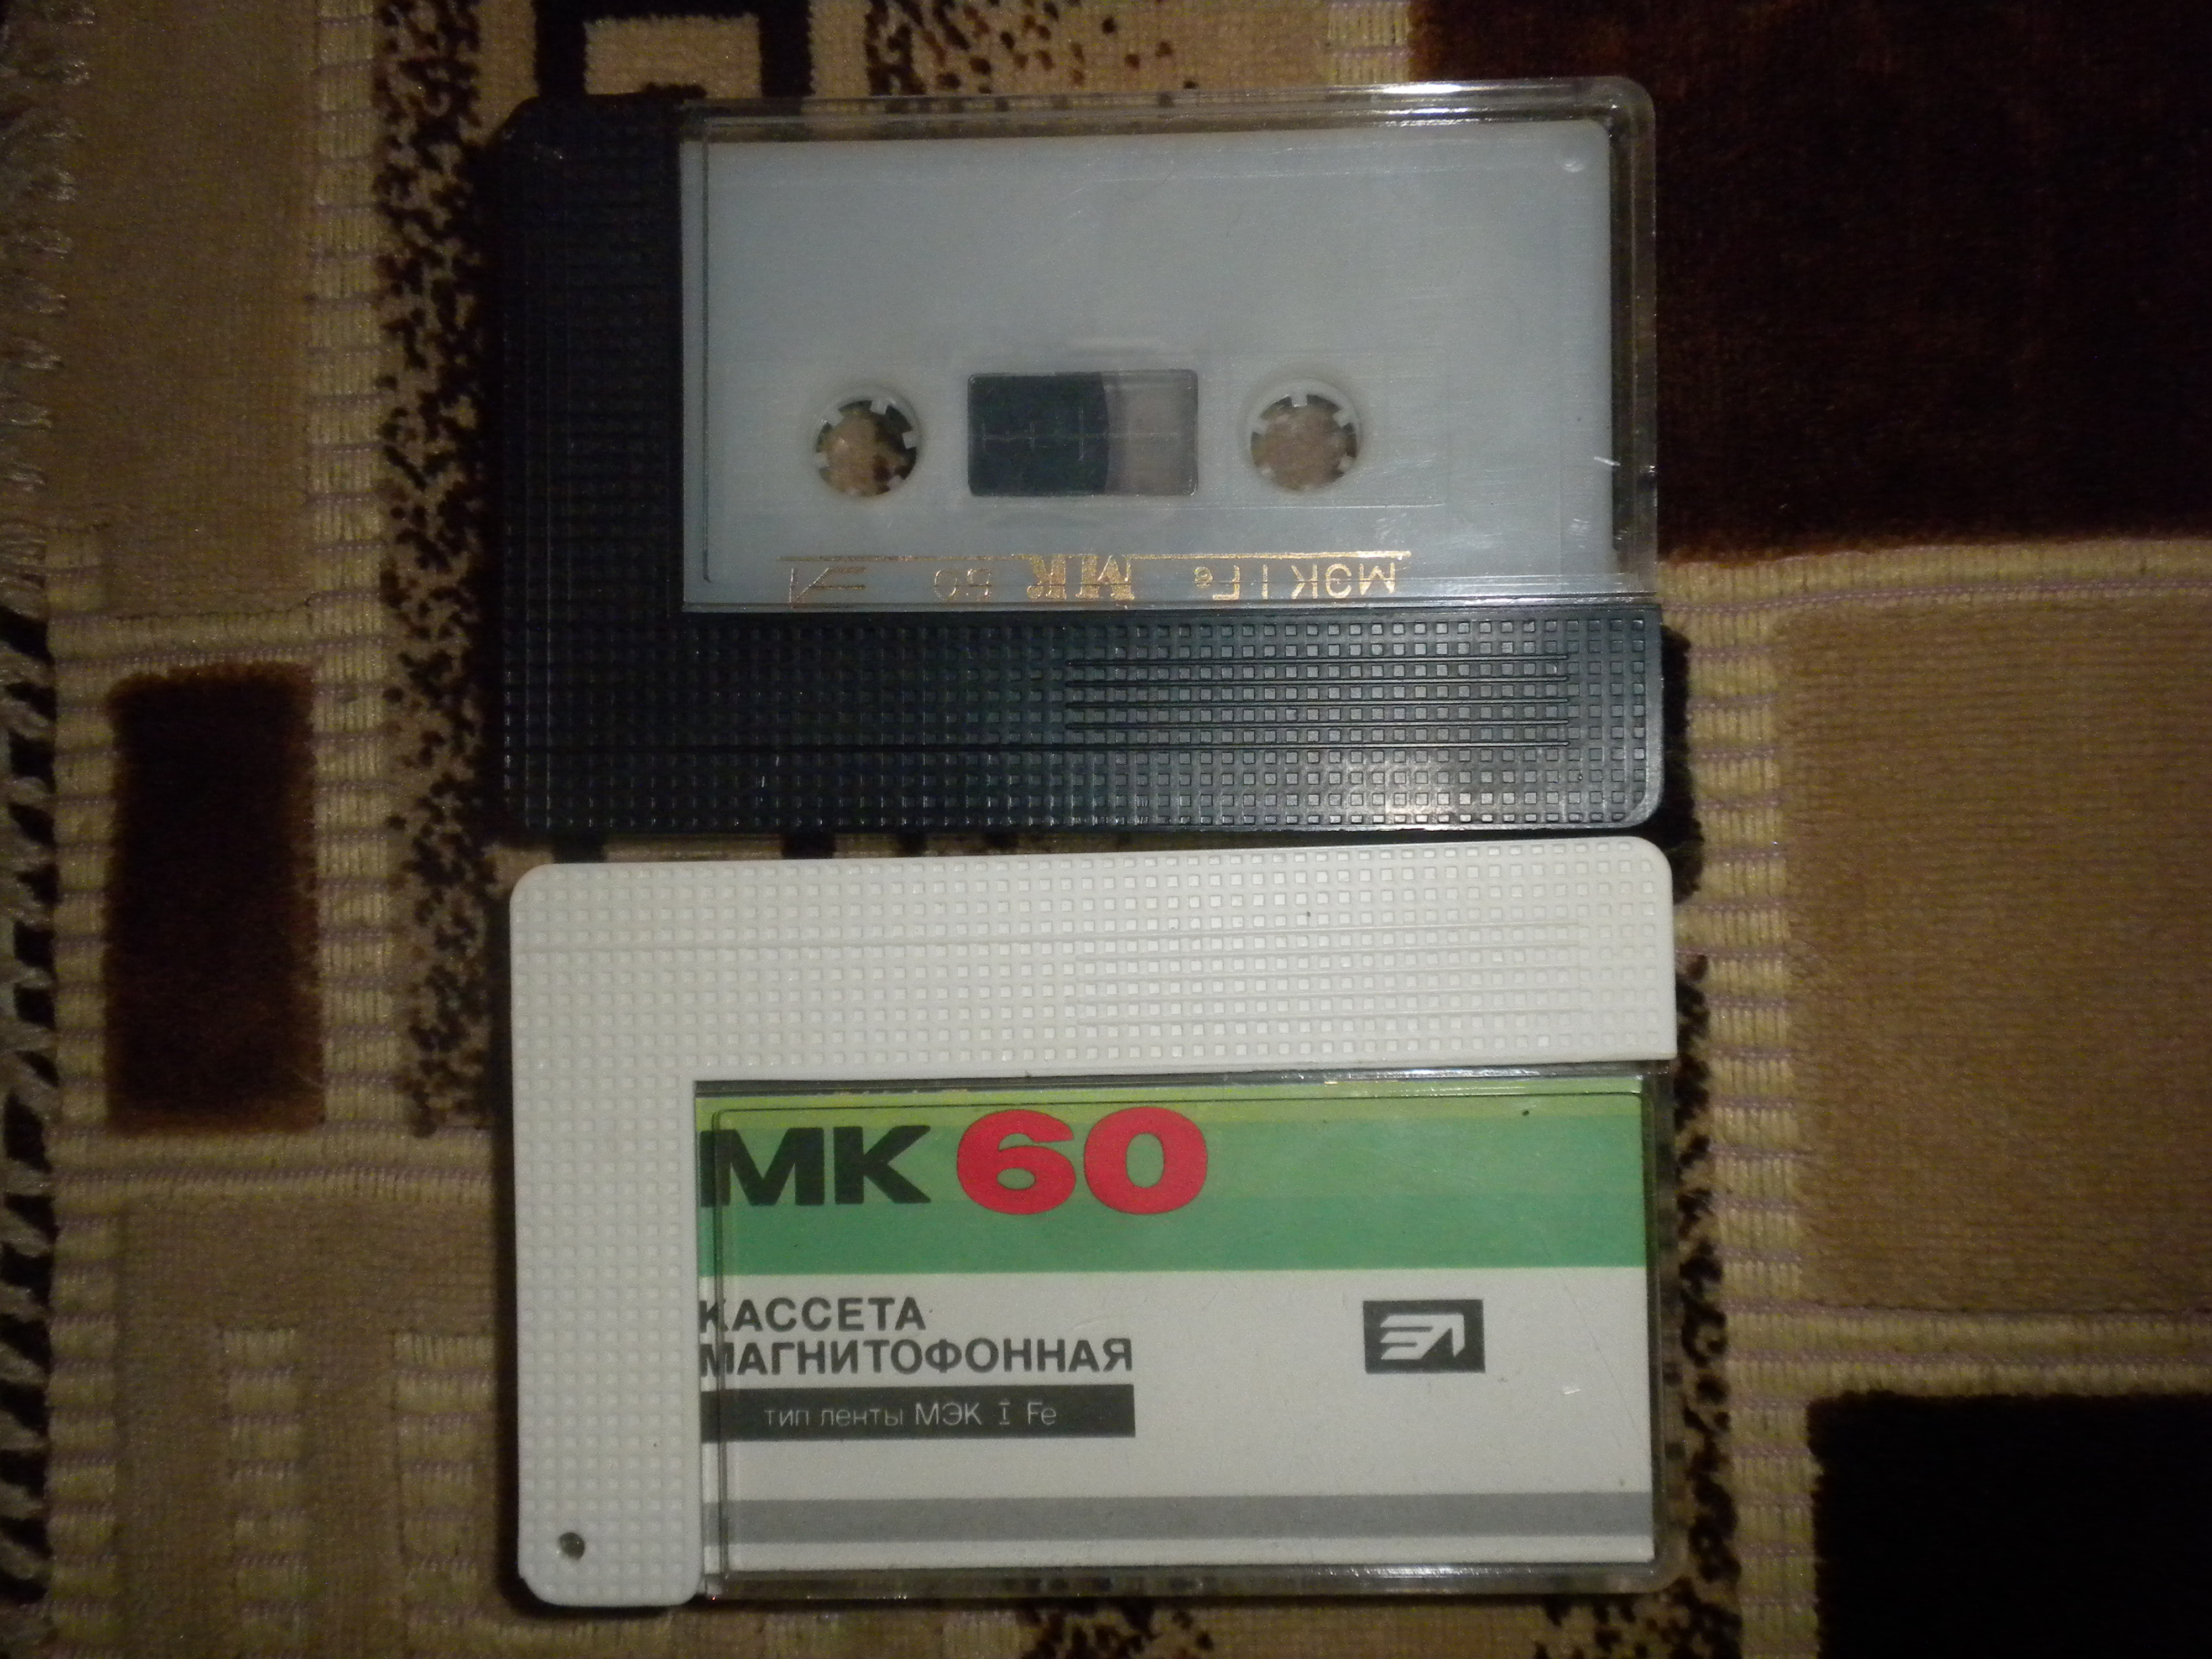 МЭК I Fe МК 60
МК 60
КАССЕТА
МАГНИТОФОННАЯ
тип ленты МЭК I Fe